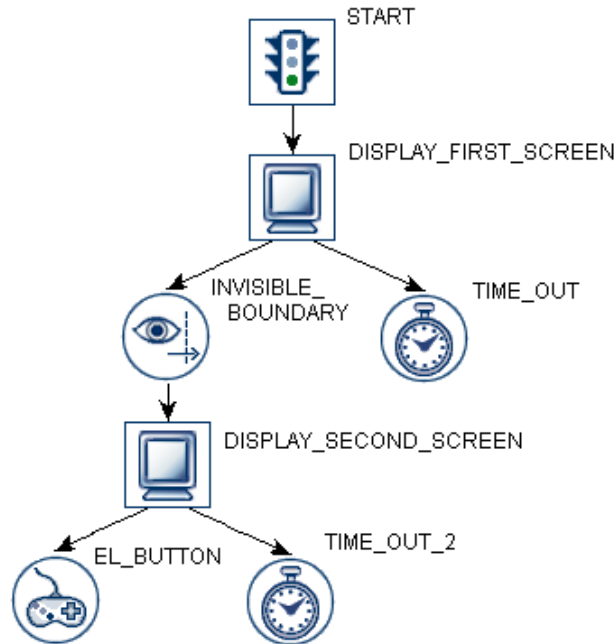 START
DISPLAY_FIRST_SCREEN
INVISIBLE_
BOUNDARY
TIME_OUT
DISPLAY_SECOND_SCREEN
EL_BUTTON
TIME_OUT_2